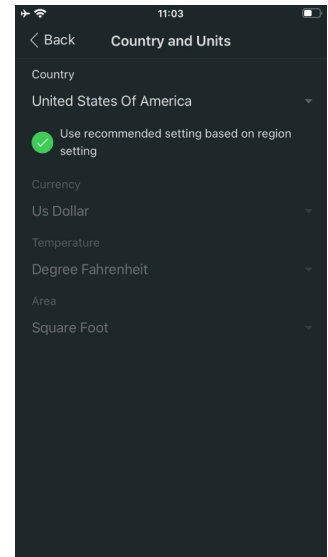 11:03
Back
Country and Units
Country
United States Of America
Use recommended setting based on region
setting
Currency
Us Dollar
Temperature
Degree Fahrenheit
Area
Square Foot